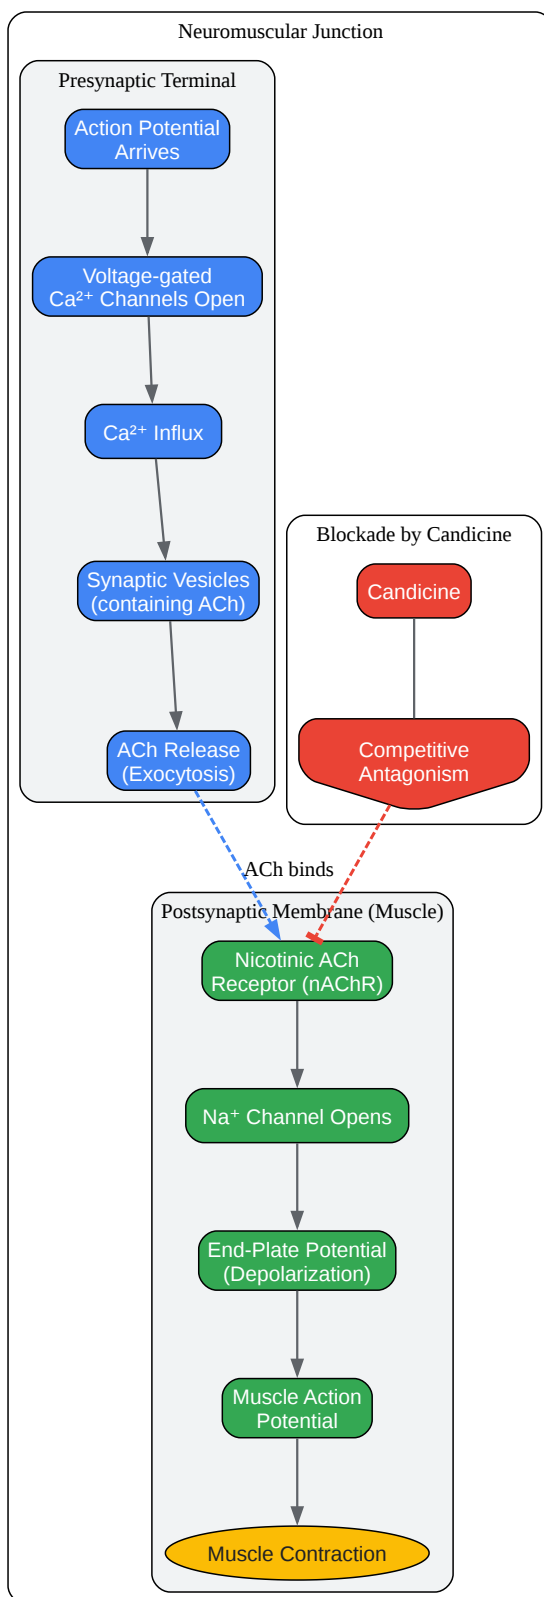 Neuromuscular Junction
Presynaptic Terminal
Action Potential
Arrives
Voltage-gated
Ca²⁺ Channels Open
Ca²⁺ Influx
Synaptic Vesicles
(containing ACh)
ACh Release
(Exocytosis)
Blockade by Candicine
Candicine
Competitive
Antagonism
ACh binds
Postsynaptic Membrane (Muscle)
Nicotinic ACh
Receptor (nAChR)
Na⁺ Channel Opens
End-Plate Potential
(Depolarization)
Muscle Action
Potential
Muscle Contraction